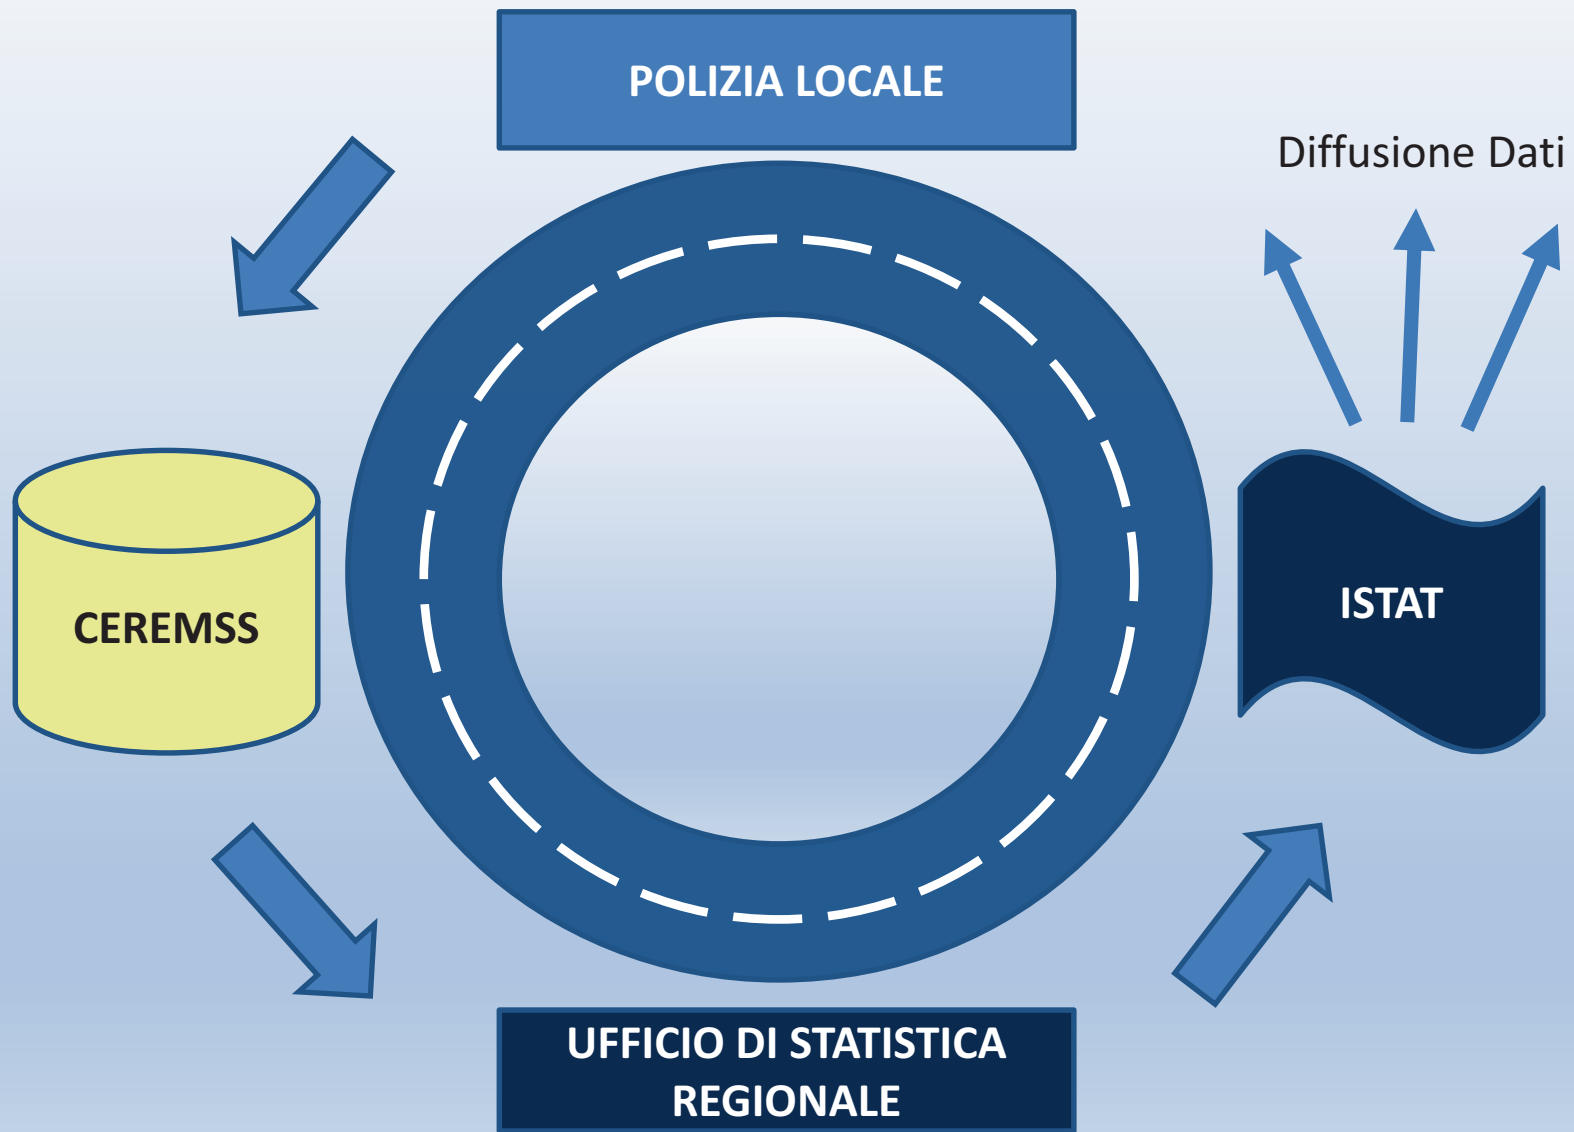 POLIZIA LOCALE
Diffusione Dati
CEREMSS
ISTAT
UFFICIO DI STATISTICA
REGIONALE